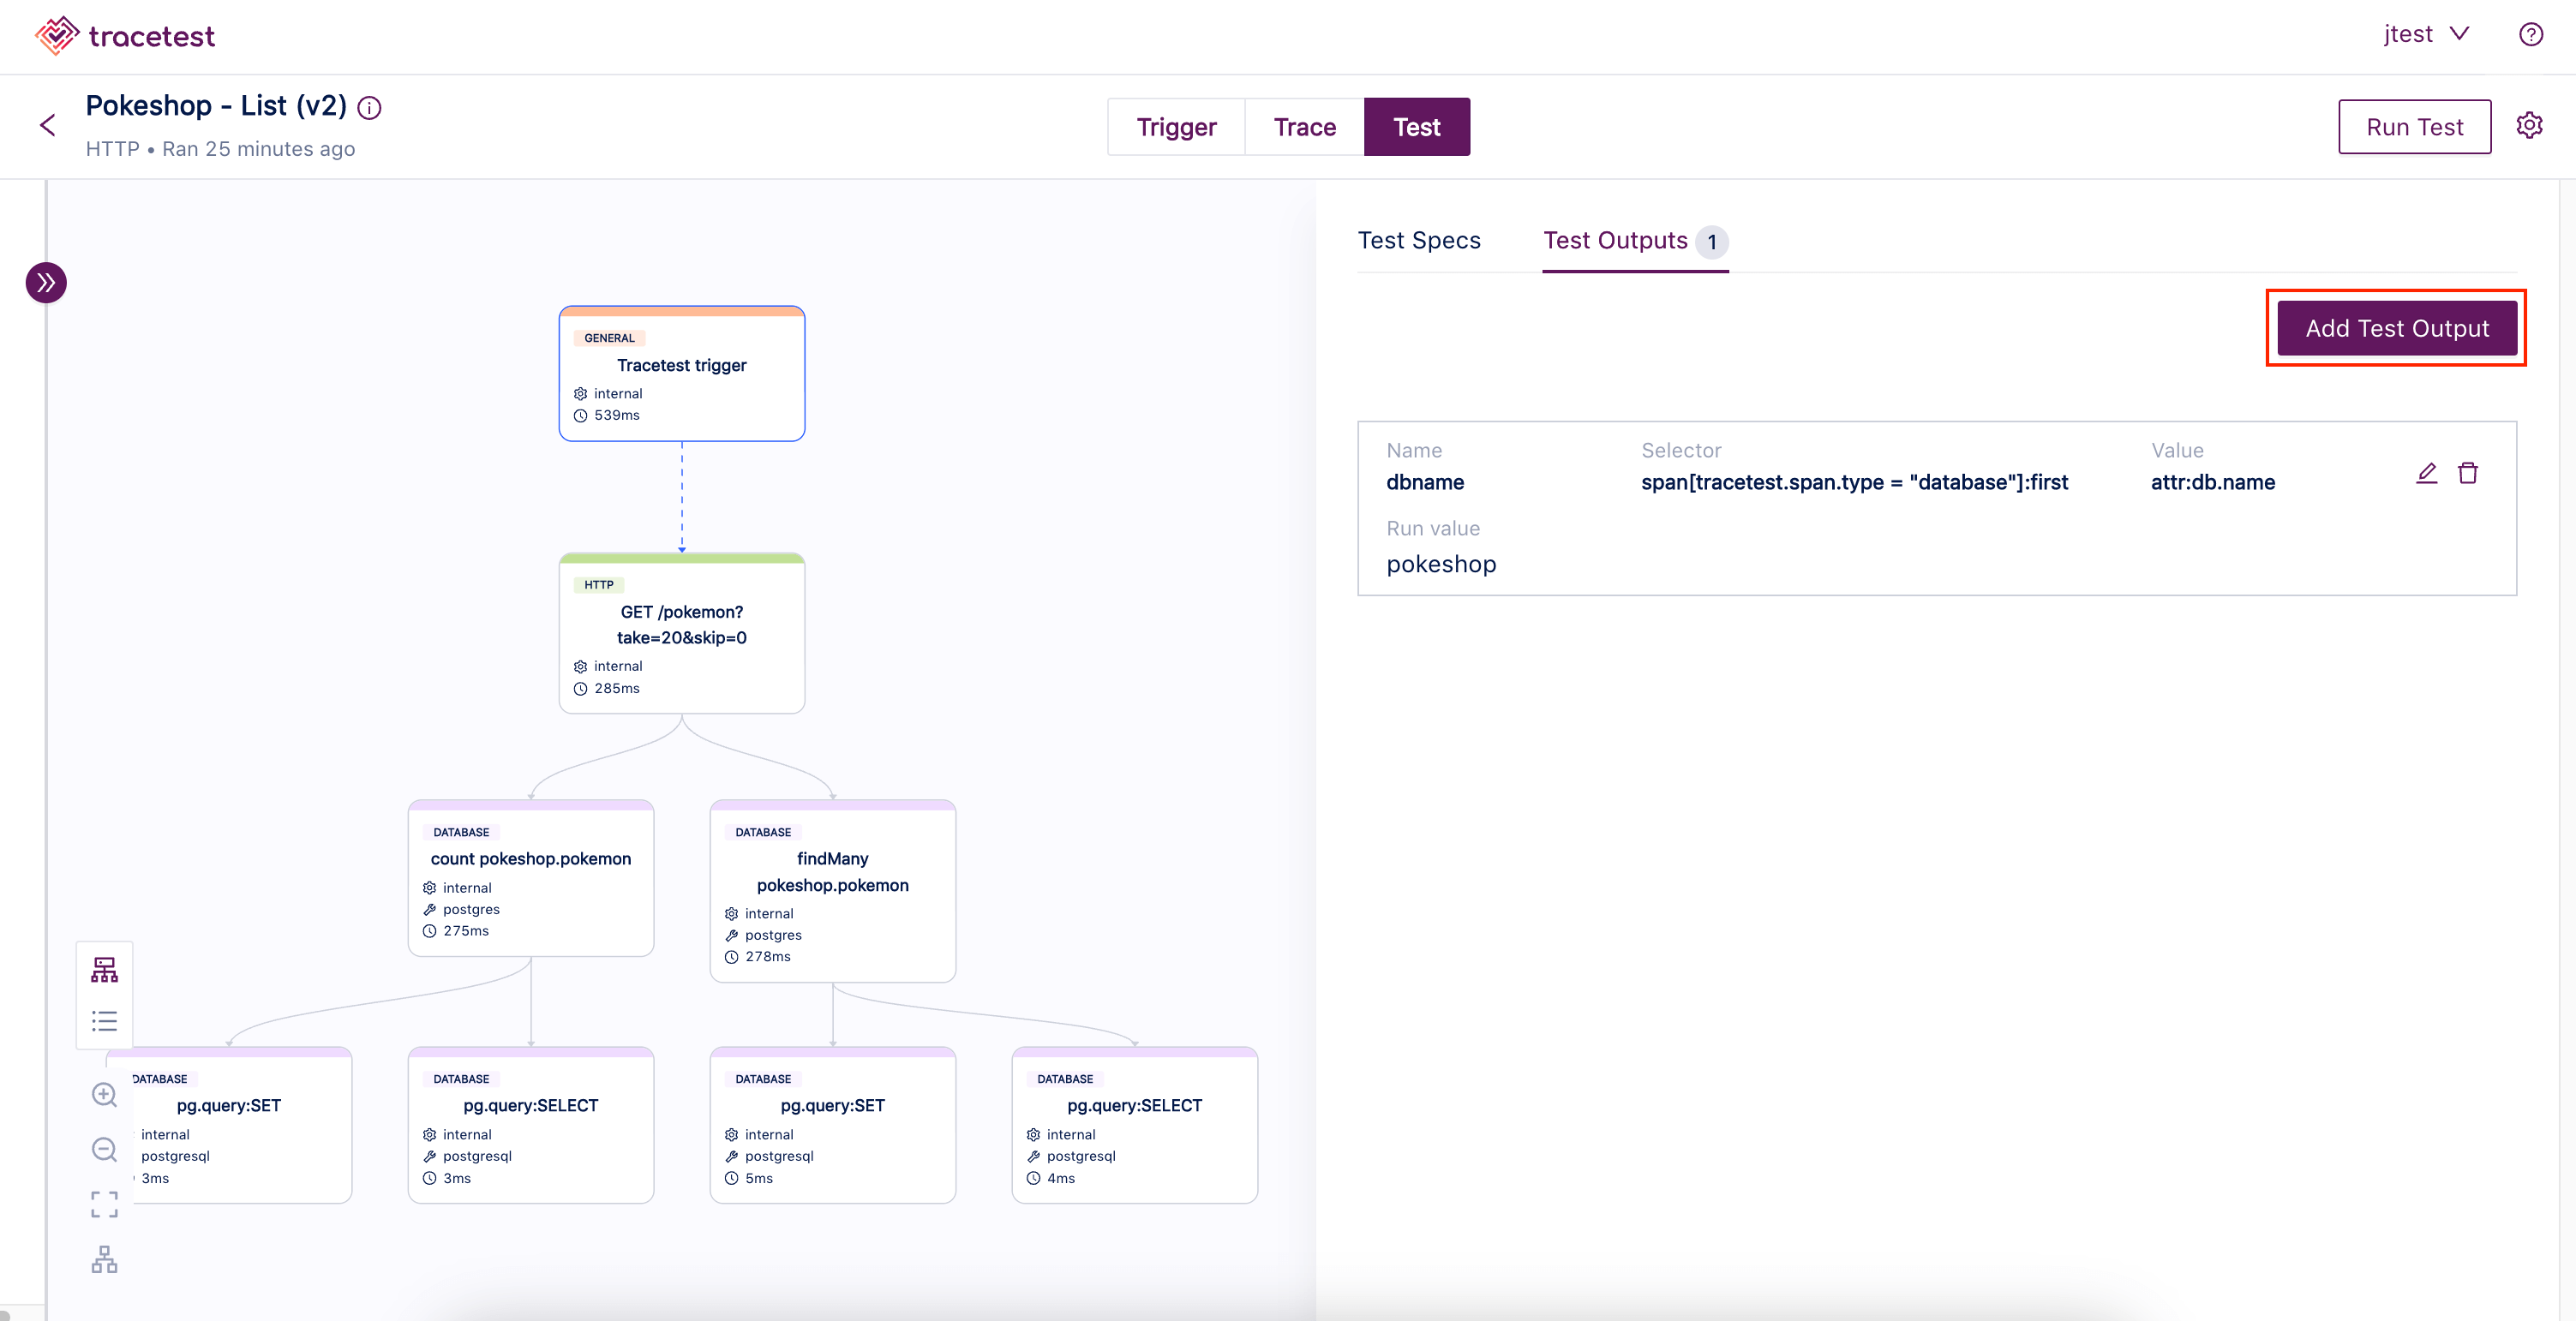 tracetest
jtest
Pokeshop - List (v2)
HTTP • Ran 25 minutes ago
Trigger
Trace
Test
Run Test
GENERAL
Tracetest trigger
internal
539ms
HTTP
GET /pokemon?
take=20&skip=0
internal
285ms
DATABASE
count pokeshop.pokemon
internal
postgres
275ms
DATABASE
findMany
pokeshop.pokemon
internal
postgres
278ms
DATABASE
pg.query:SET
internal
postgresql
3ms
DATABASE
pg.query:SELECT
internal
postgresql
3ms
DATABASE
pg.query:SET
internal
postgresql
5ms
DATABASE
pg.query:SELECT
internal
postgresql
4ms
Test Specs
Test Outputs 1
Add Test Output
Name
dbname
Selector
span[tracetest.span.type = "database"]:first
Value
attr:db.name
Run value
pokeshop